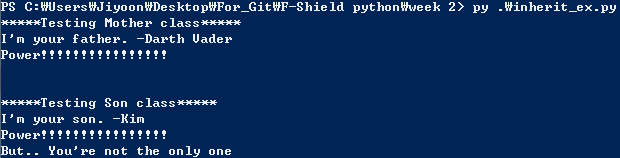 PS C:₩Users₩Jiyoon₩Desktop₩For_Git₩F-Shield python₩week 2> py .₩inherit_ex.py
*****Testing Mother class*****
I'm your father. -Darth Vader
Power!!!!!!!!!!!!!!!!
*****Testing Son class*****
I'm your son. -Kim
Power!!!!!!!!!!!!!!!!
But.. You're not the only one